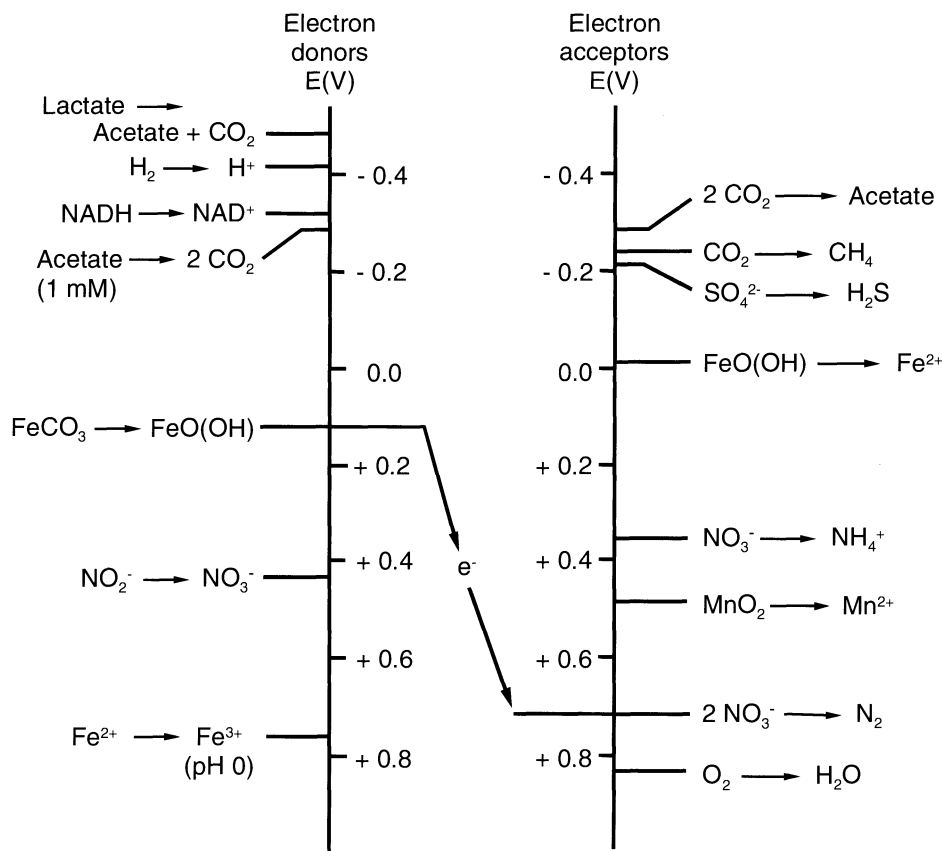 Electron donors E(V)
Lactate → Acetate + CO₂
H₂ → H⁺
NADH → NAD⁺
Acetate → 2 CO₂
(1 mM)
FeCO₃ → FeO(OH)
NO₂⁻ → NO₃⁻
Fe²⁺ → Fe³⁺
(pH 0)
- 0.4
- 0.2
0.0
+ 0.2
+ 0.4
+ 0.6
+ 0.8
e⁻
Electron acceptors E(V)
- 0.4
- 0.2
0.0
+ 0.2
+ 0.4
+ 0.6
+ 0.8
2 CO₂ → Acetate
CO₂ → CH₄
SO₄²⁻ → H₂S
FeO(OH) → Fe²⁺
NO₃⁻ → NH₄⁺
MnO₂ → Mn²⁺
2 NO₃⁻ → N₂
O₂ → H₂O